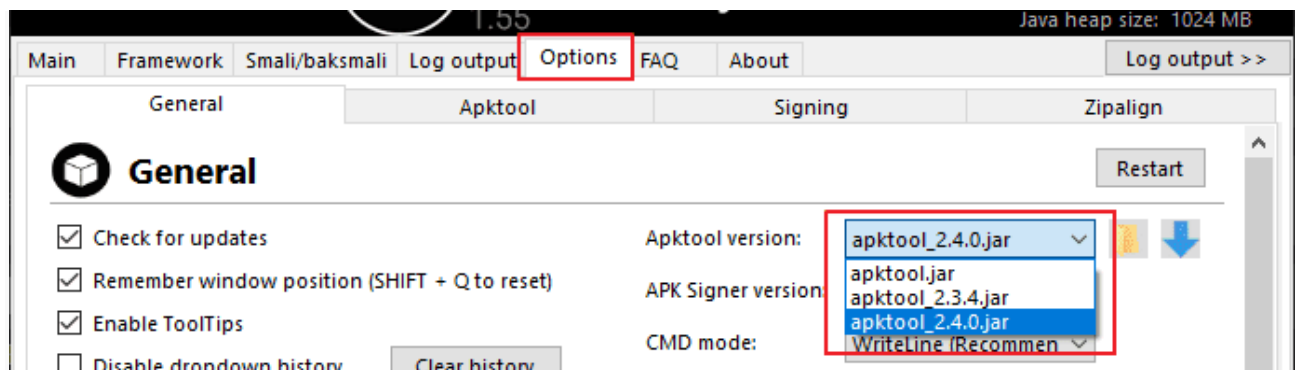 1.55
Java heap size: 1024 MB
Main Framework Smali/baksmali Log output Options FAQ About Log output >>
General Apktool Signing Zipalign
General
Restart
Check for updates
Apktool version: apktool_2.4.0.jar
apktool.jar
Remember window position (SHIFT + Q to reset)
APK Signer version:
apktool_2.3.4.jar
Enable ToolTips
apktool_2.4.0.jar
CMD mode: WriteLine (Recommen
Disable dropdown history
Clear history